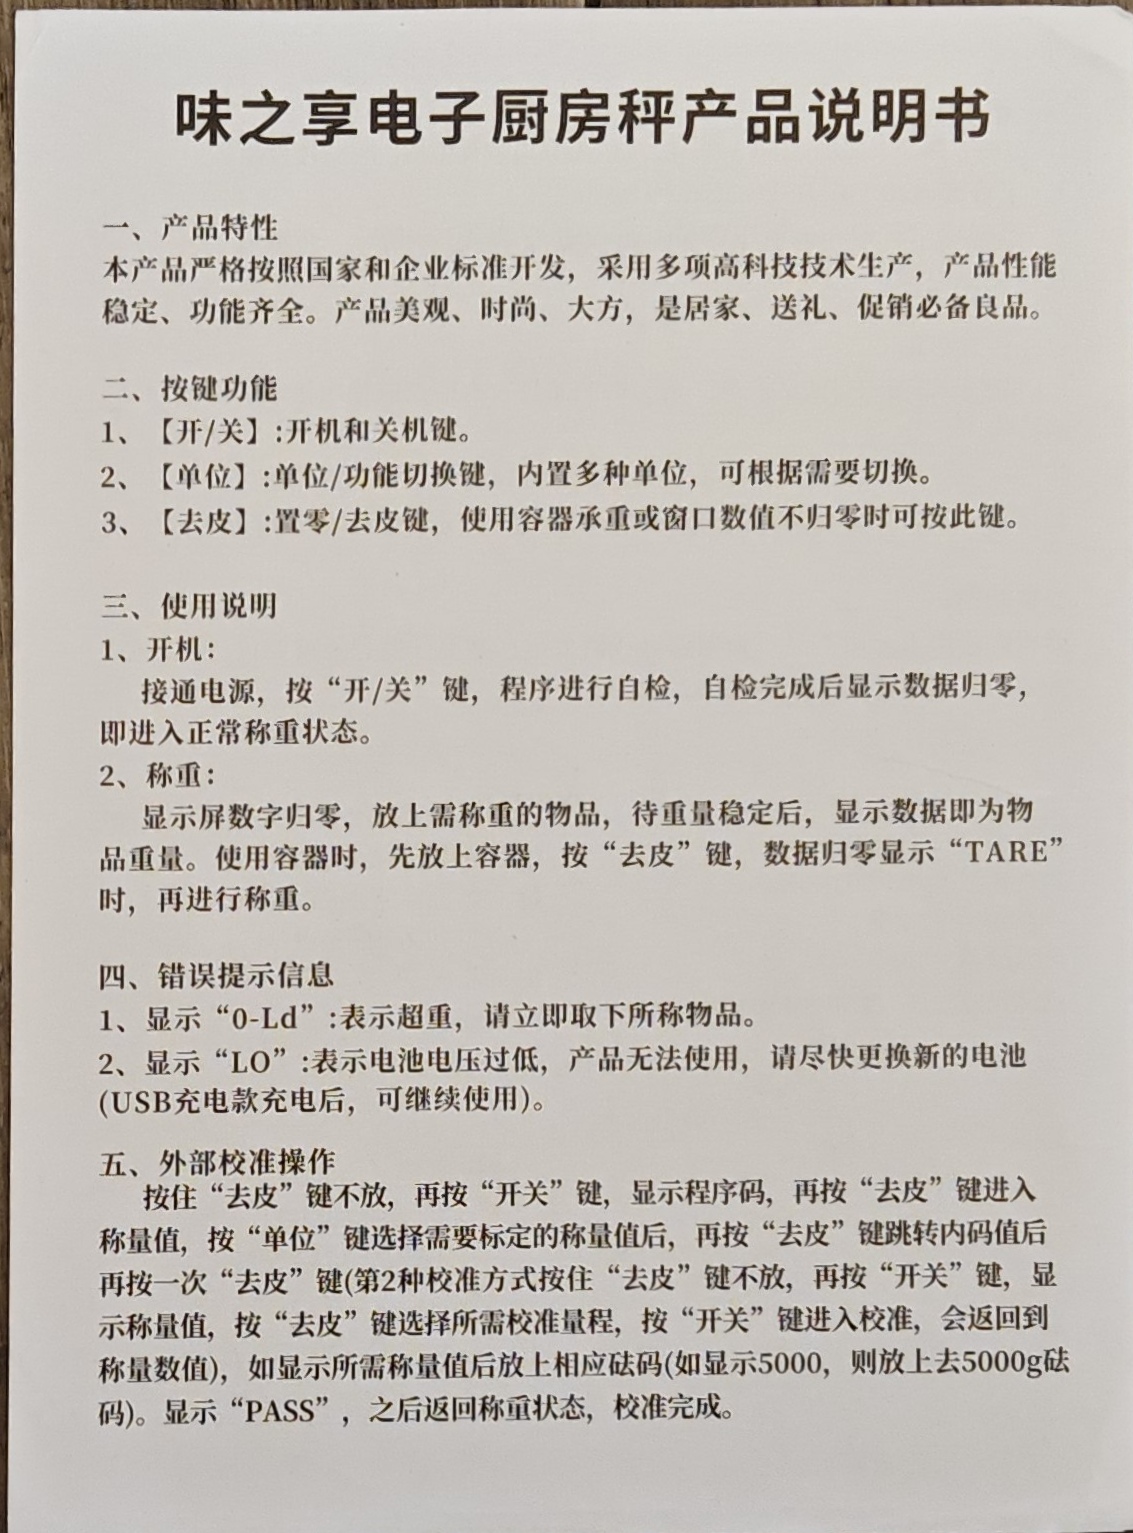 味之享电子厨房秤产品说明书
一、产品特性
本产品严格按照国家和企业标准开发，采用多项高科技技术生产，产品性能
稳定、功能齐全。产品美观、时尚、大方，是居家、送礼、促销必备良品。
二、按键功能
1、【开/关】:开机和关机键。
2、【单位】:单位/功能切换键，内置多种单位，可根据需要切换。
3、【去皮】:置零/去皮键，使用容器承重或窗口数值不归零时可按此键。
三、使用说明
1、开机：
接通电源，按“开/关”键，程序进行自检，自检完成后显示数据归零，
即进入正常称重状态。
2、称重：
显示屏数字归零，放上需称重的物品，待重量稳定后，显示数据即为物
品重量。使用容器时，先放上容器，按“去皮”键，数据归零显示“TARE”
时，再进行称重。
四、错误提示信息
1、显示“0-Ld”:表示超重，请立即取下所称物品。
2、显示“LO”:表示电池电压过低，产品无法使用，请尽快更换新的电池
(USB充电款充电后，可继续使用)。
五、外部校准操作
按住“去皮”键不放，再按“开关”键，显示程序码，再按“去皮”键进入
称量值，按“单位”键选择需要标定的称量值后，再按“去皮”键跳转内码值后
再按一次“去皮”键(第2种校准方式按住“去皮”键不放，再按“开关”键，显
示称量值，按“去皮”键选择所需校准量程，按“开关”键进入校准，会返回到
称量数值)，如显示所需称量值后放上相应砝码(如显示5000，则放上去5000g砝
码)。显示“PASS”，之后返回称重状态，校准完成。